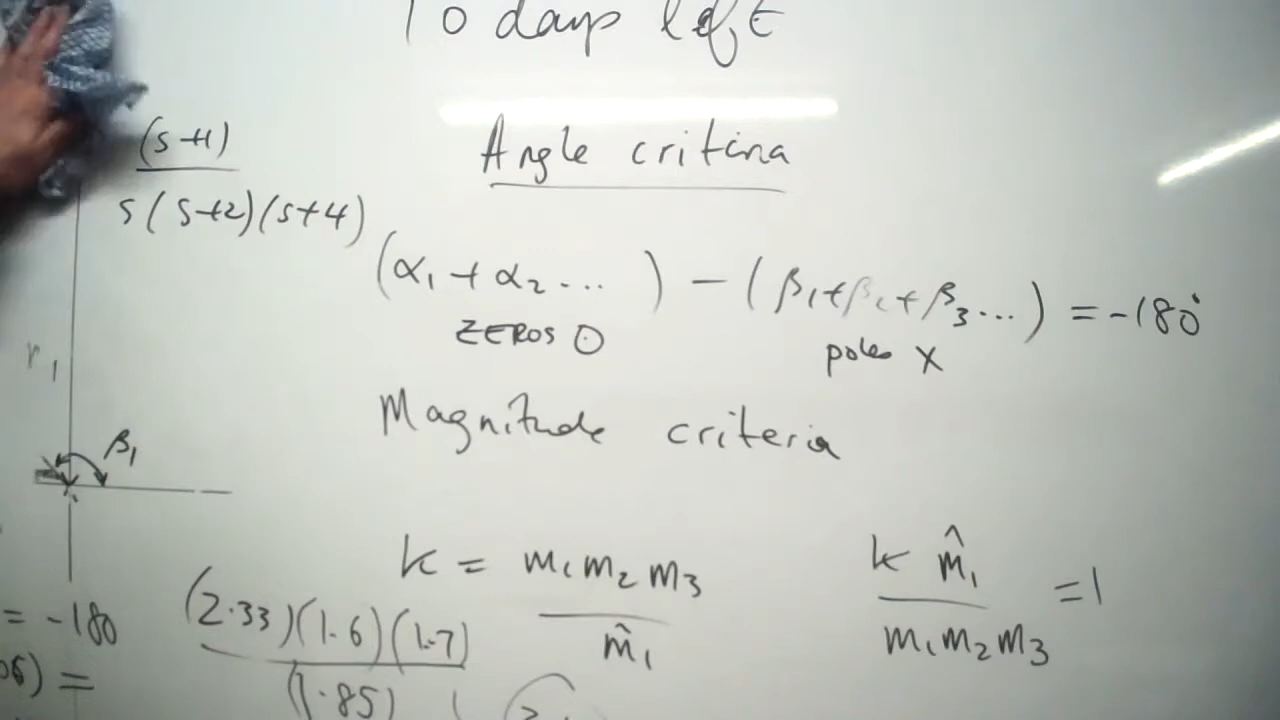 10 days left
(s+1)
s(s+2)(s+4)
Angle criteria
(α₁ + α₂ ... ) - (β₁+β₂+β₃...) = -180°
ZEROS O
poles X
r₁
Magnitude criteria
β₁
K = m₁m₂m₃
m̂₁
K m̂₁
m₁m₂m₃
=1
= -180
(2.33)(1.6)(1.7)
(1.85)
) =